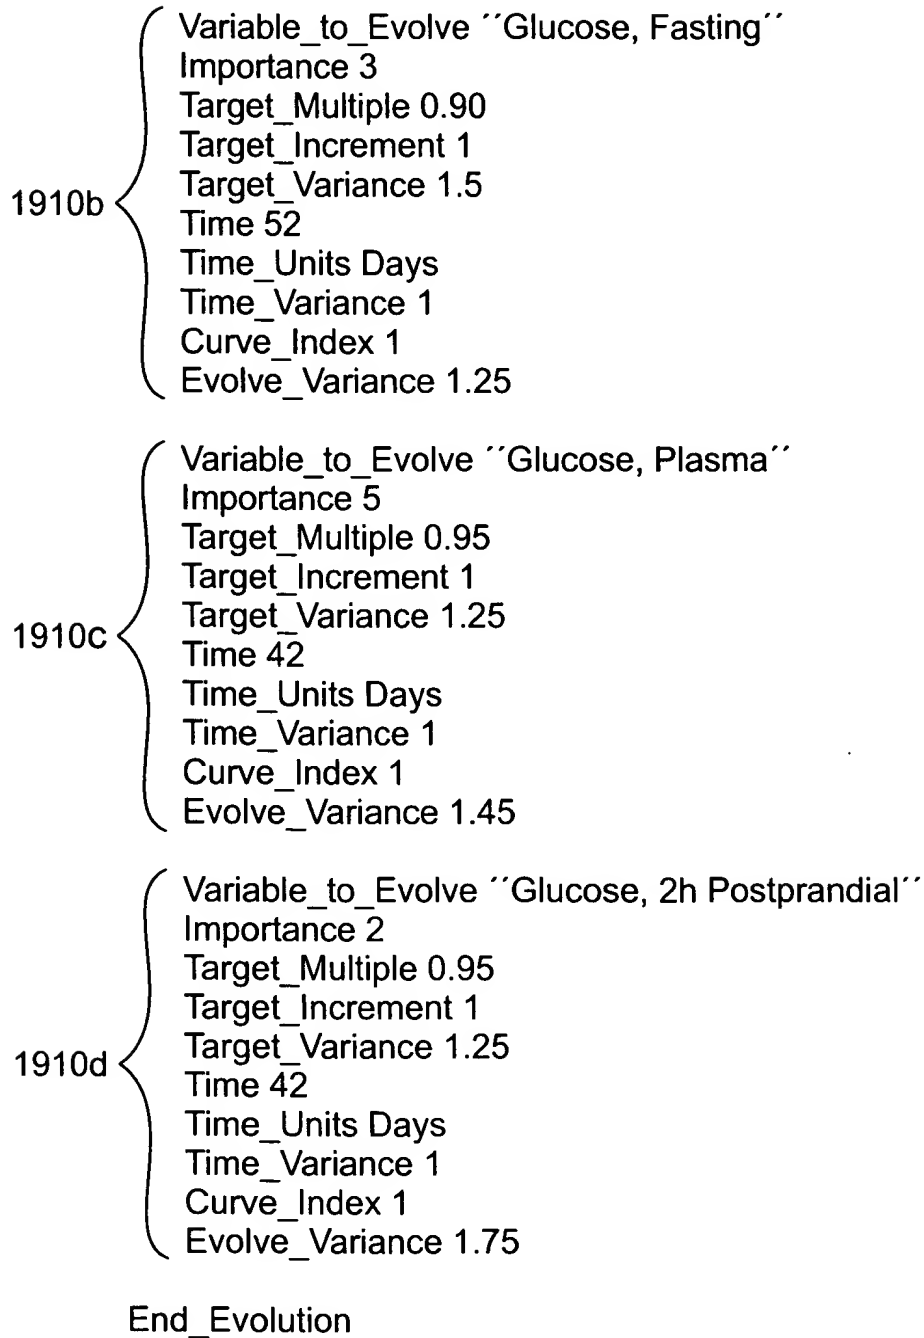 Variable_to_Evolve ´´Glucose, Fasting´´
Importance 3
Target_Multiple 0.90
Target_Increment 1
Target_Variance 1.5
1910b
Time 52
Time_Units Days
Time_Variance 1
Curve_Index 1
Evolve_Variance 1.25
Variable_to_Evolve ´´Glucose, Plasma´´
Importance 5
Target_Multiple 0.95
Target_Increment 1
Target_Variance 1.25
1910c
Time 42
Time_Units Days
Time_Variance 1
Curve_Index 1
Evolve_Variance 1.45
Variable_to_Evolve ´´Glucose, 2h Postprandial´´
Importance 2
Target_Multiple 0.95
Target_Increment 1
Target_Variance 1.25
1910d
Time 42
Time_Units Days
Time_Variance 1
Curve_Index 1
Evolve_Variance 1.75
End_Evolution